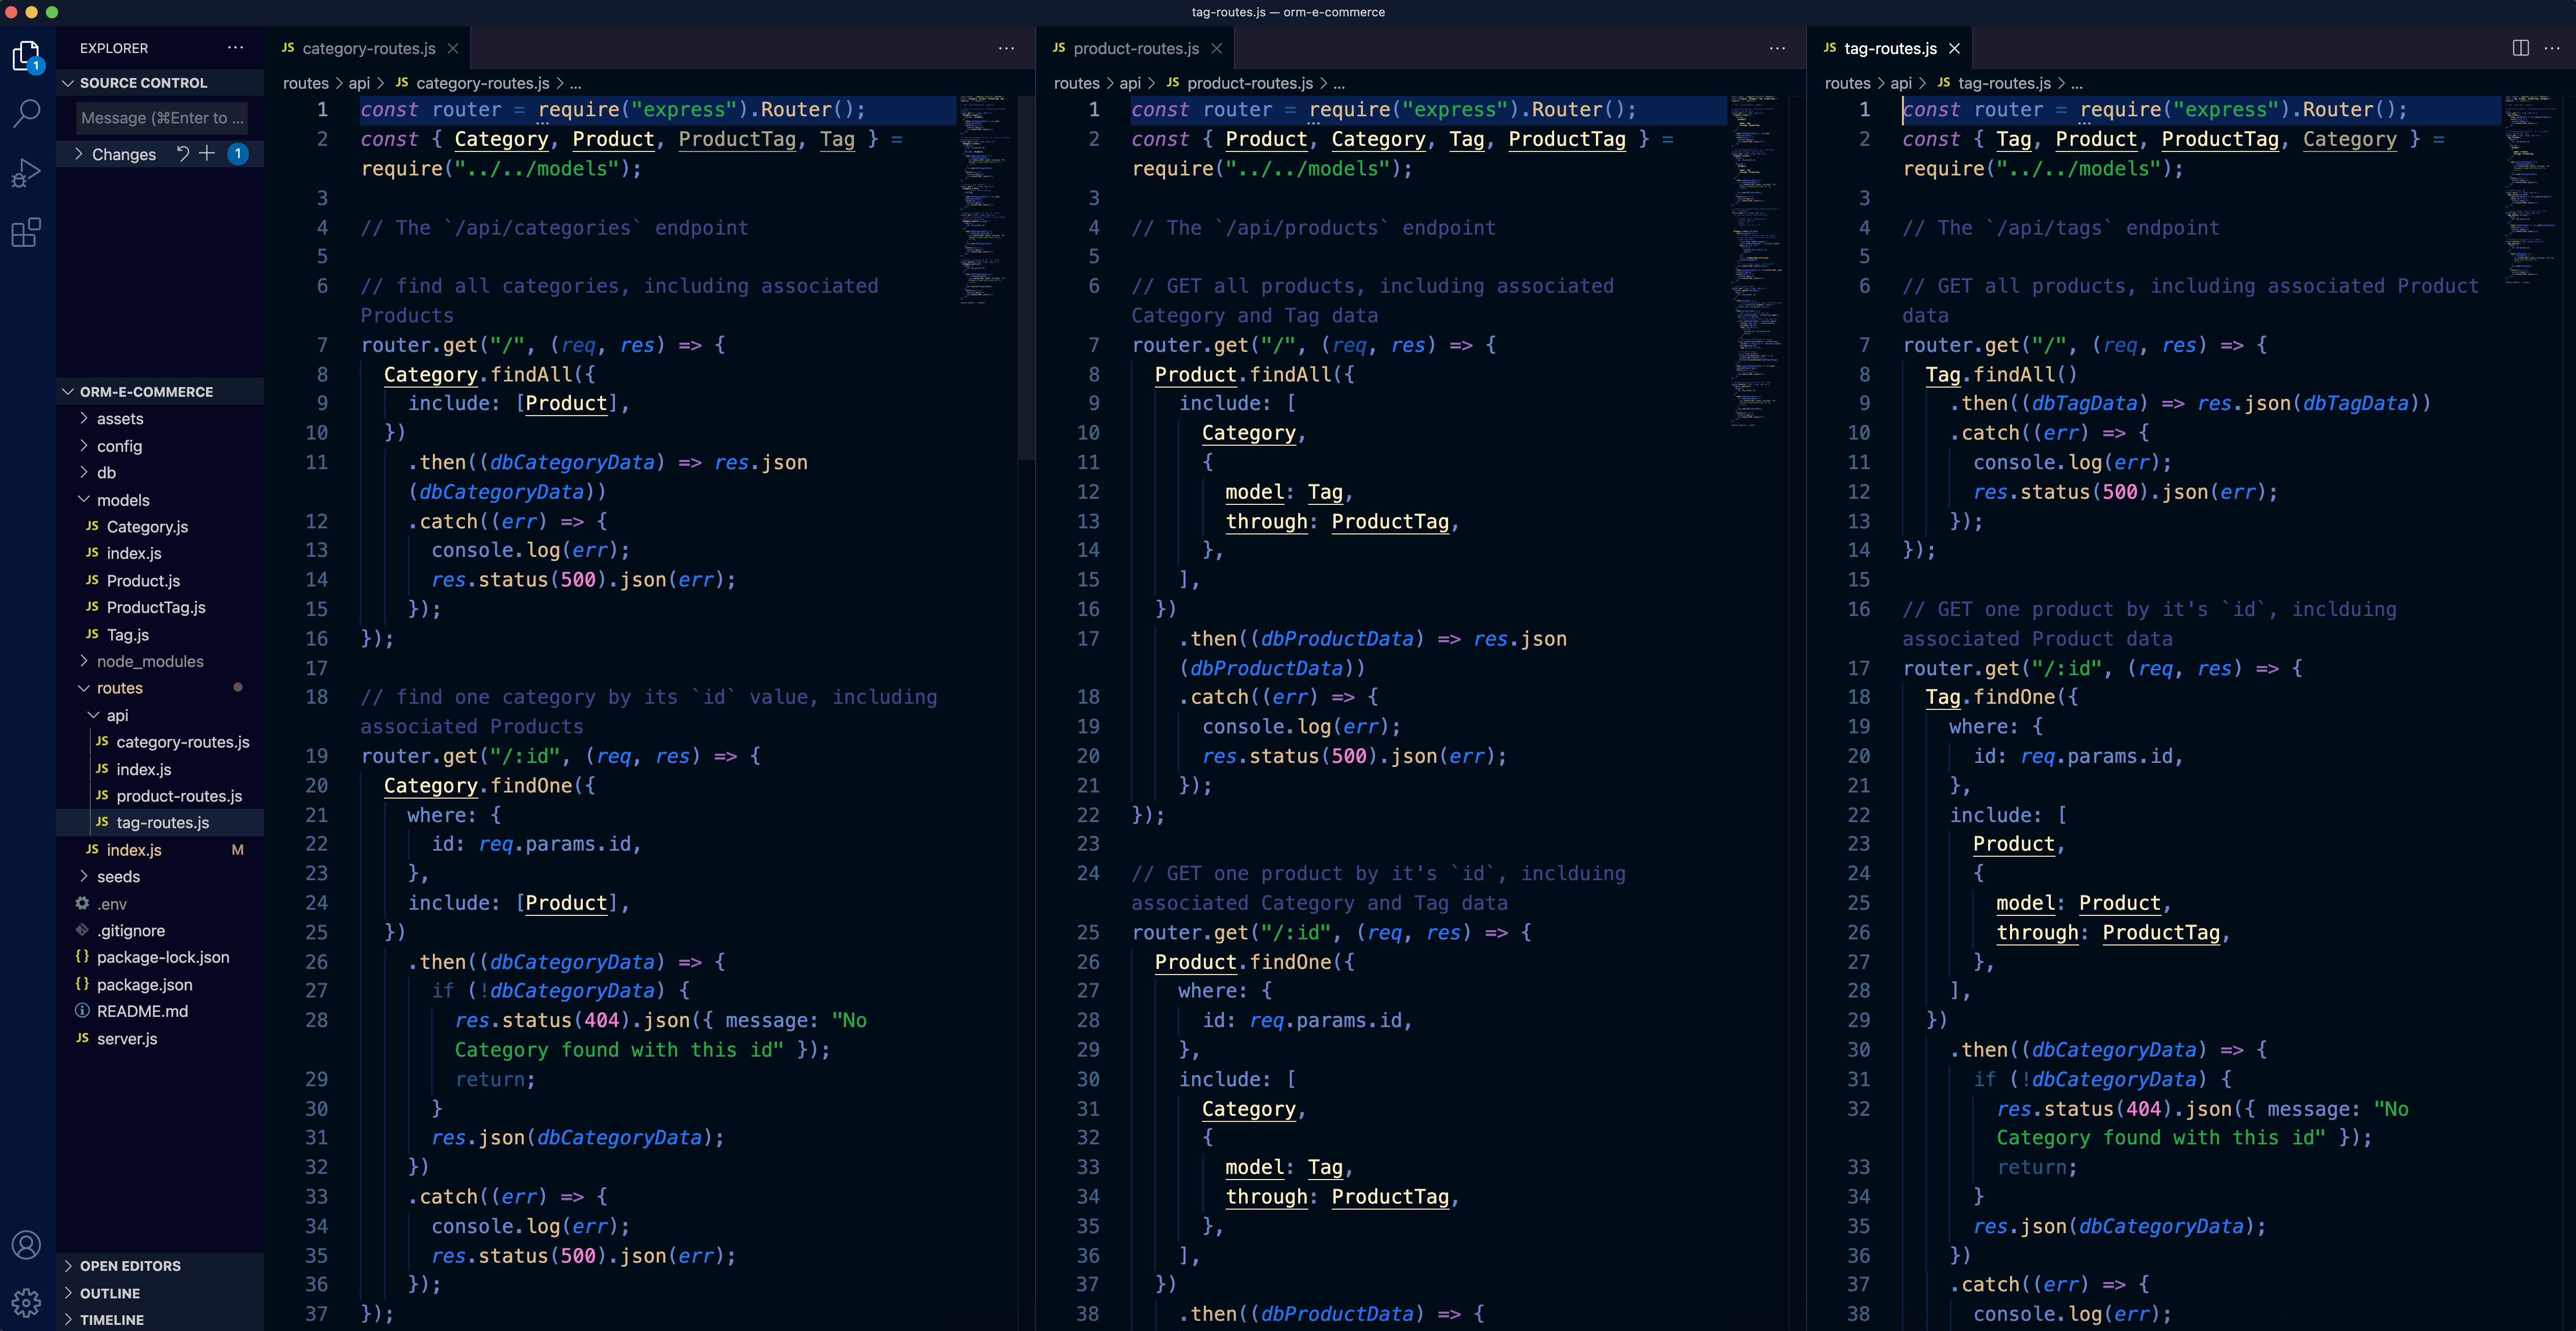 tag-routes.js — orm-e-commerce
EXPLORER
SOURCE CONTROL
Message (⌘Enter to ...
Changes 1
ORM-E-COMMERCE
assets
config
db
models
JS Category.js
JS index.js
JS Product.js
JS ProductTag.js
JS Tag.js
node_modules
routes
api
JS category-routes.js
JS index.js
JS product-routes.js
JS tag-routes.js
JS index.js M
seeds
.env
.gitignore
{} package-lock.json
{} package.json
README.md
JS server.js
OPEN EDITORS
OUTLINE
TIMELINE
1
JS category-routes.js
routes > api > JS category-routes.js > ...
1 const router = require("express").Router();
2 const { Category, Product, ProductTag, Tag } =
require("../../models");
3
4 // The `/api/categories` endpoint
5
6 // find all categories, including associated
Products
7 router.get("/", (req, res) => {
8 Category.findAll({
9 include: [Product],
10 })
11 .then((dbCategoryData) => res.json
(dbCategoryData))
12 .catch((err) => {
13 console.log(err);
14 res.status(500).json(err);
15 });
16 });
17
18 // find one category by its `id` value, including
associated Products
19 router.get("/:id", (req, res) => {
20 Category.findOne({
21 where: {
22 id: req.params.id,
23 },
24 include: [Product],
25 })
26 .then((dbCategoryData) => {
27 if (!dbCategoryData) {
28 res.status(404).json({ message: "No
Category found with this id" });
29 return;
30 }
31 res.json(dbCategoryData);
32 })
33 .catch((err) => {
34 console.log(err);
35 res.status(500).json(err);
36 });
37 });
JS product-routes.js
routes > api > JS product-routes.js > ...
1 const router = require("express").Router();
2 const { Product, Category, Tag, ProductTag } =
require("../../models");
3
4 // The `/api/products` endpoint
5
6 // GET all products, including associated
Category and Tag data
7 router.get("/", (req, res) => {
8 Product.findAll({
9 include: [
10 Category,
11 {
12 model: Tag,
13 through: ProductTag,
14 },
15 ],
16 })
17 .then((dbProductData) => res.json
(dbProductData))
18 .catch((err) => {
19 console.log(err);
20 res.status(500).json(err);
21 });
22 });
23
24 // GET one product by it's `id`, inclduing
associated Category and Tag data
25 router.get("/:id", (req, res) => {
26 Product.findOne({
27 where: {
28 id: req.params.id,
29 },
30 include: [
31 Category,
32 {
33 model: Tag,
34 through: ProductTag,
35 },
36 ],
37 })
38 .then((dbProductData) => {
JS tag-routes.js
routes > api > JS tag-routes.js > ...
1 const router = require("express").Router();
2 const { Tag, Product, ProductTag, Category } =
require("../../models");
3
4 // The `/api/tags` endpoint
5
6 // GET all products, including associated Product
data
7 router.get("/", (req, res) => {
8 Tag.findAll()
9 .then((dbTagData) => res.json(dbTagData))
10 .catch((err) => {
11 console.log(err);
12 res.status(500).json(err);
13 });
14 });
15
16 // GET one product by it's `id`, inclduing
associated Product data
17 router.get("/:id", (req, res) => {
18 Tag.findOne({
19 where: {
20 id: req.params.id,
21 },
22 include: [
23 Product,
24 {
25 model: Product,
26 through: ProductTag,
27 },
28 ],
29 })
30 .then((dbCategoryData) => {
31 if (!dbCategoryData) {
32 res.status(404).json({ message: "No
Category found with this id" });
33 return;
34 }
35 res.json(dbCategoryData);
36 })
37 .catch((err) => {
38 console.log(err);